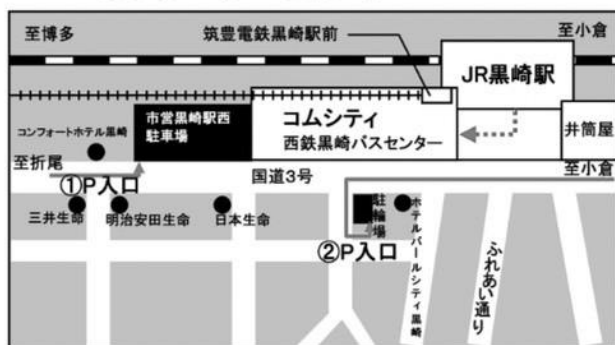 至博多
筑豊電鉄黒崎駅前
至小倉
JR黒崎駅
市営黒崎駅西
駐車場
コムシティ
西鉄黒崎バスセンター
井筒屋
コンフォートホテル黒崎
至折尾
①P入口
国道3号
至小倉
三井生命
明治安田生命
日本生命
駐輪場
②P入口
ホテルパールシティ黒崎
ふれあい通り